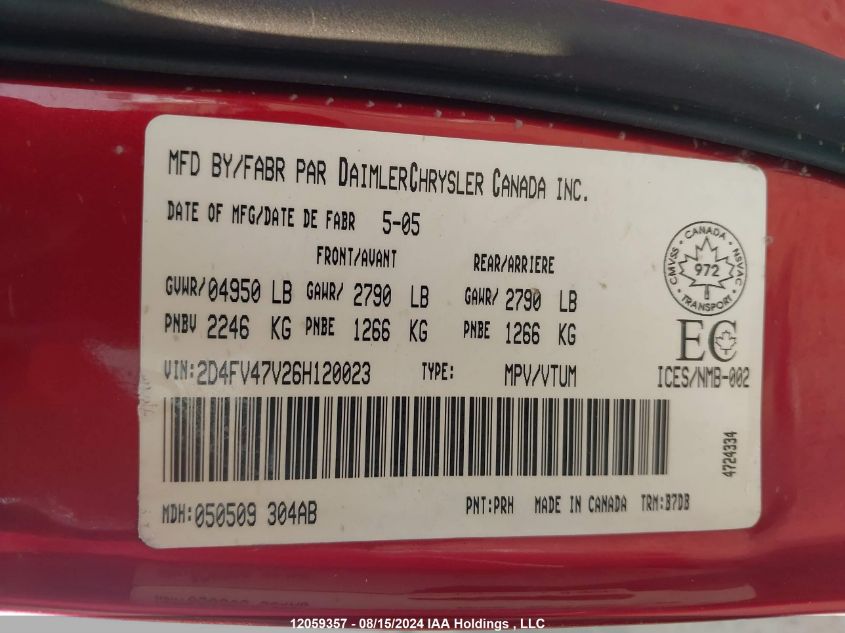 MFD BY/FABR PAR DAIMLERCHRYSLER CANADA INC.
DATE OF MFG/DATE DE FABR 5-05
FRONT/AVANT REAR/ARRIERE
GVWR/04950 LB GAWR/ 2790 LB GAWR/ 2790 LB
PNBV 2246 KG PNBE 1266 KG PNBE 1266 KG
VIN:2D4FV47V26H120023 TYPE: MPV/VTUM
CANADA
CMVSS NSVAC
972
TRANSPORT
EC
ICES/NMB-002
4724334
MDH:050509 304AB PNT:PRH MADE IN CANADA TRM:B7DB
12059357 - 08/15/2024 IAA Holdings , LLC